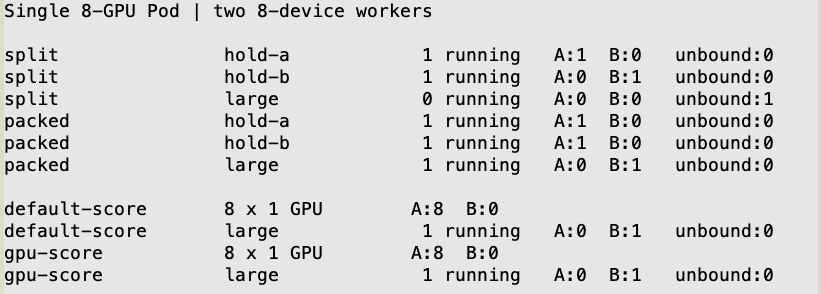 Single 8-GPU Pod | two 8-device workers
split hold-a 1 running A:1 B:0 unbound:0
split hold-b 1 running A:0 B:1 unbound:0
split large 0 running A:0 B:0 unbound:1
packed hold-a 1 running A:1 B:0 unbound:0
packed hold-b 1 running A:1 B:0 unbound:0
packed large 1 running A:0 B:1 unbound:0
default-score 8 x 1 GPU A:8 B:0
default-score large 1 running A:0 B:1 unbound:0
gpu-score 8 x 1 GPU A:8 B:0
gpu-score large 1 running A:0 B:1 unbound:0